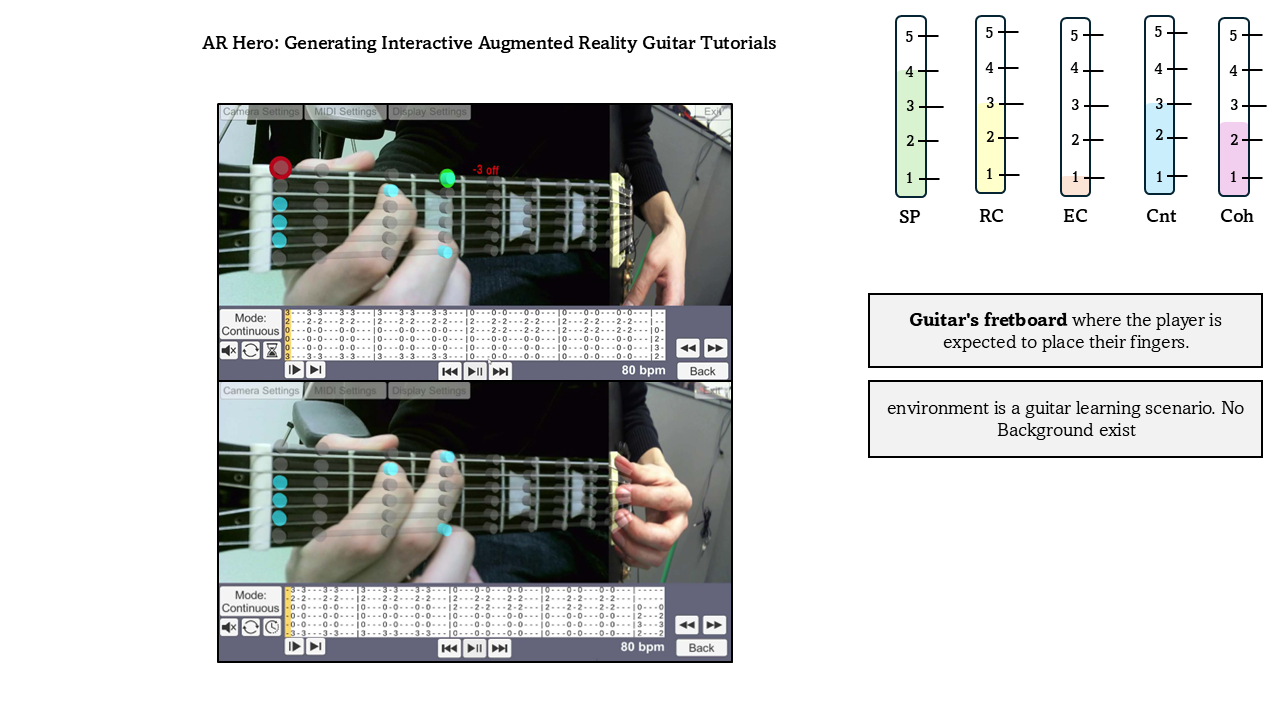 AR Hero: Generating Interactive Augmented Reality Guitar Tutorials
5 5 5 5 5
4 4 4 4 4
3 3 3 3 3
2 2 2 2 2
1 1 1 1 1
SP RC EC Cnt Coh
Camera Settings MIDI Settings Display Settings Exit
-3 off
Mode:
Continuous
80 bpm
Back
Camera Settings MIDI Settings Display Settings Exit
Mode:
Continuous
80 bpm
Back
Guitar's fretboard where the player is
expected to place their fingers.
environment is a guitar learning scenario. No
Background exist